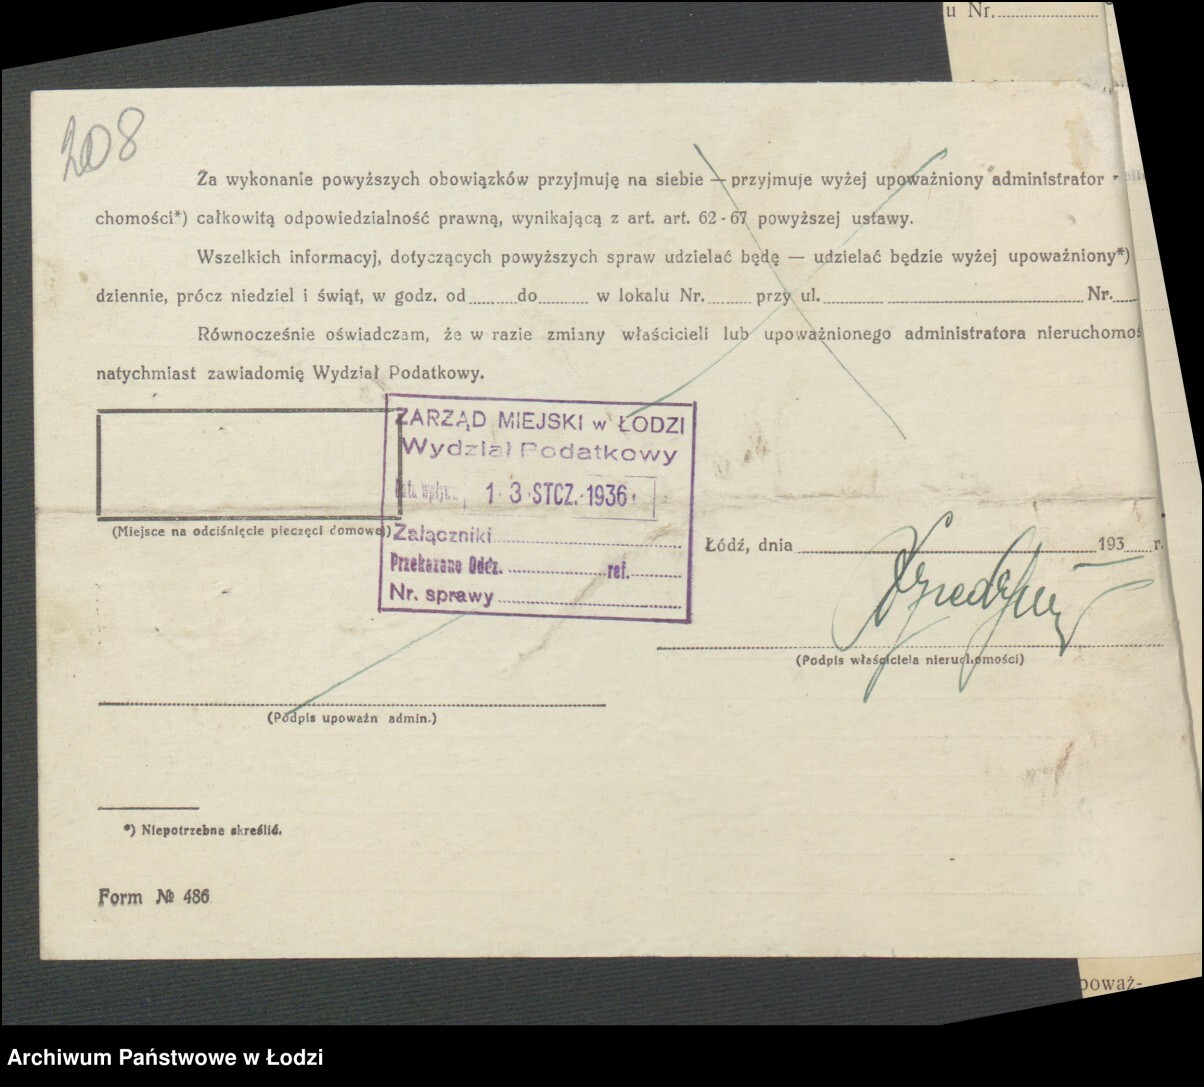 u Nr.
208
Za wykonanie powyższych obowiązków przyjmuję na siebie — przyjmuje wyżej upoważniony administrator
chomości*) całkowitą odpowiedzialność prawną, wynikającą z art. art. 62-67 powyższej ustawy.
Wszelkich informacyj, dotyczących powyższych spraw udzielać będę — udzielać będzie wyżej upoważniony*)
dziennie, prócz niedziel i świąt, w godz. od........do......... w lokalu Nr........ przy ul. ........................ Nr.....
Równocześnie oświadczam, że w razie zmiany właścicieli lub upoważnionego administratora nieruchomoś
natychmiast zawiadomię Wydział Podatkowy.
ZARZĄD MIEJSKI w ŁODZI
Wydział Podatkowy
Data wpływu 13 STCZ. 1936
Załączniki
Przekazano Oddz. ............ ref. .........
Nr. sprawy
(Miejsce na odciśnięcie pieczęci domowej)
Łódź, dnia ........................ 193.....r.
(Podpis właściciela nieruchomości)
(Podpis upoważn admin.)
*) Niepotrzebne skreślić.
Form № 486
poważ-
Archiwum Państwowe w Łodzi